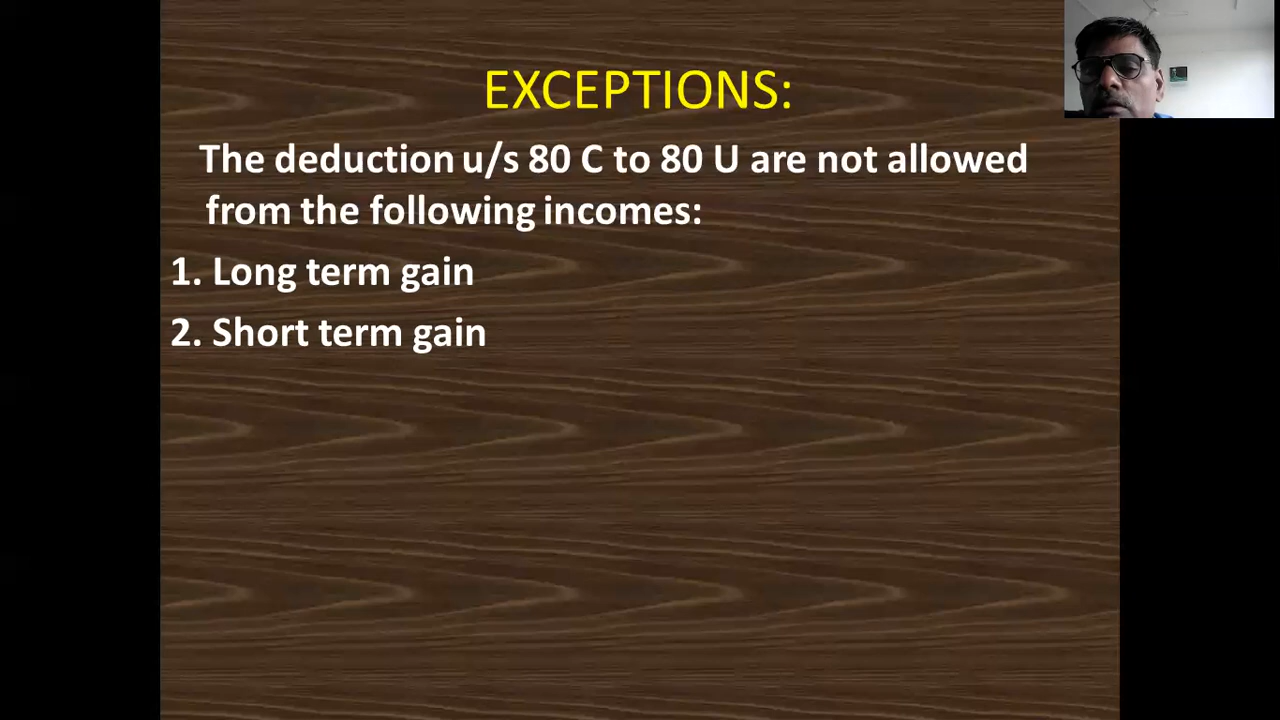 EXCEPTIONS:
The deduction u/s 80 C to 80 U are not allowed
from the following incomes:
1. Long term gain
2. Short term gain